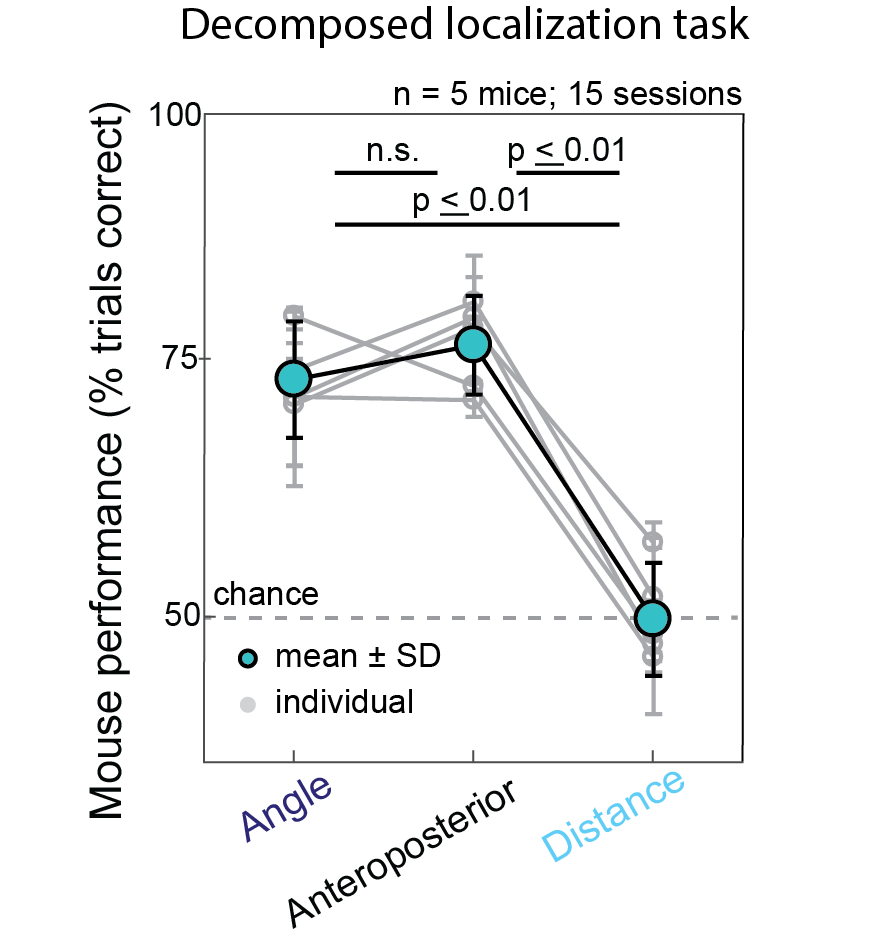 Decomposed localization task
n = 5 mice; 15 sessions
100
n.s.
p ≤ 0.01
p ≤ 0.01
75
Mouse performance (% trials correct)
chance
50
mean ± SD
individual
Angle
Anteroposterior
Distance